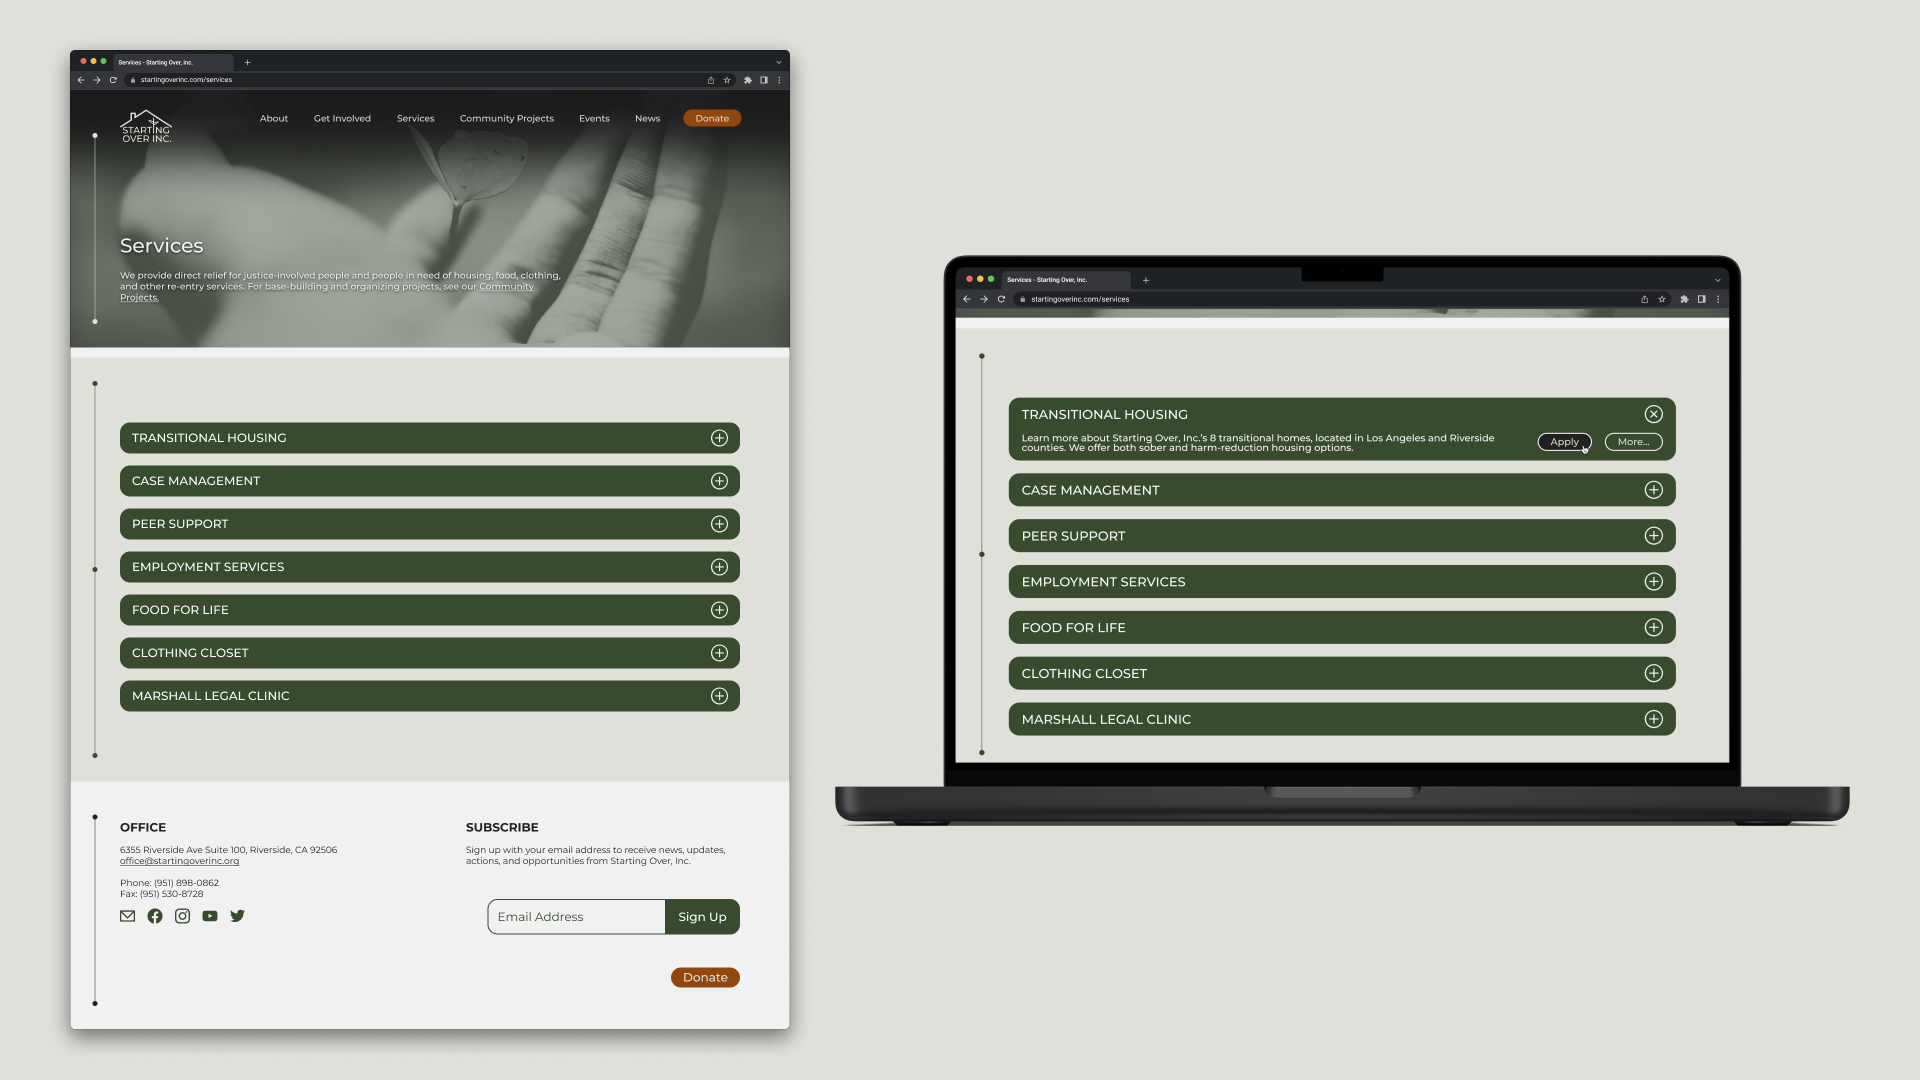 Services - Starting Over, Inc.
startingoverinc.com/services
STARTING
OVER INC.
About
Get Involved
Services
Community Projects
Events
News
Donate
Services
We provide direct relief for justice-involved people and people in need of housing, food, clothing,
and other re-entry services. For base-building and organizing projects, see our Community
Projects.
TRANSITIONAL HOUSING
CASE MANAGEMENT
PEER SUPPORT
EMPLOYMENT SERVICES
FOOD FOR LIFE
CLOTHING CLOSET
MARSHALL LEGAL CLINIC
OFFICE
6355 Riverside Ave Suite 100, Riverside, CA 92506
office@startingoverinc.org
Phone: (951) 898-0862
Fax: (951) 530-8728
SUBSCRIBE
Sign up with your email address to receive news, updates,
actions, and opportunities from Starting Over, Inc.
Email Address
Sign Up
Donate
Services - Starting Over, Inc.
startingoverinc.com/services
TRANSITIONAL HOUSING
Learn more about Starting Over, Inc.'s 8 transitional homes, located in Los Angeles and Riverside
counties. We offer both sober and harm-reduction housing options.
Apply
More...
CASE MANAGEMENT
PEER SUPPORT
EMPLOYMENT SERVICES
FOOD FOR LIFE
CLOTHING CLOSET
MARSHALL LEGAL CLINIC